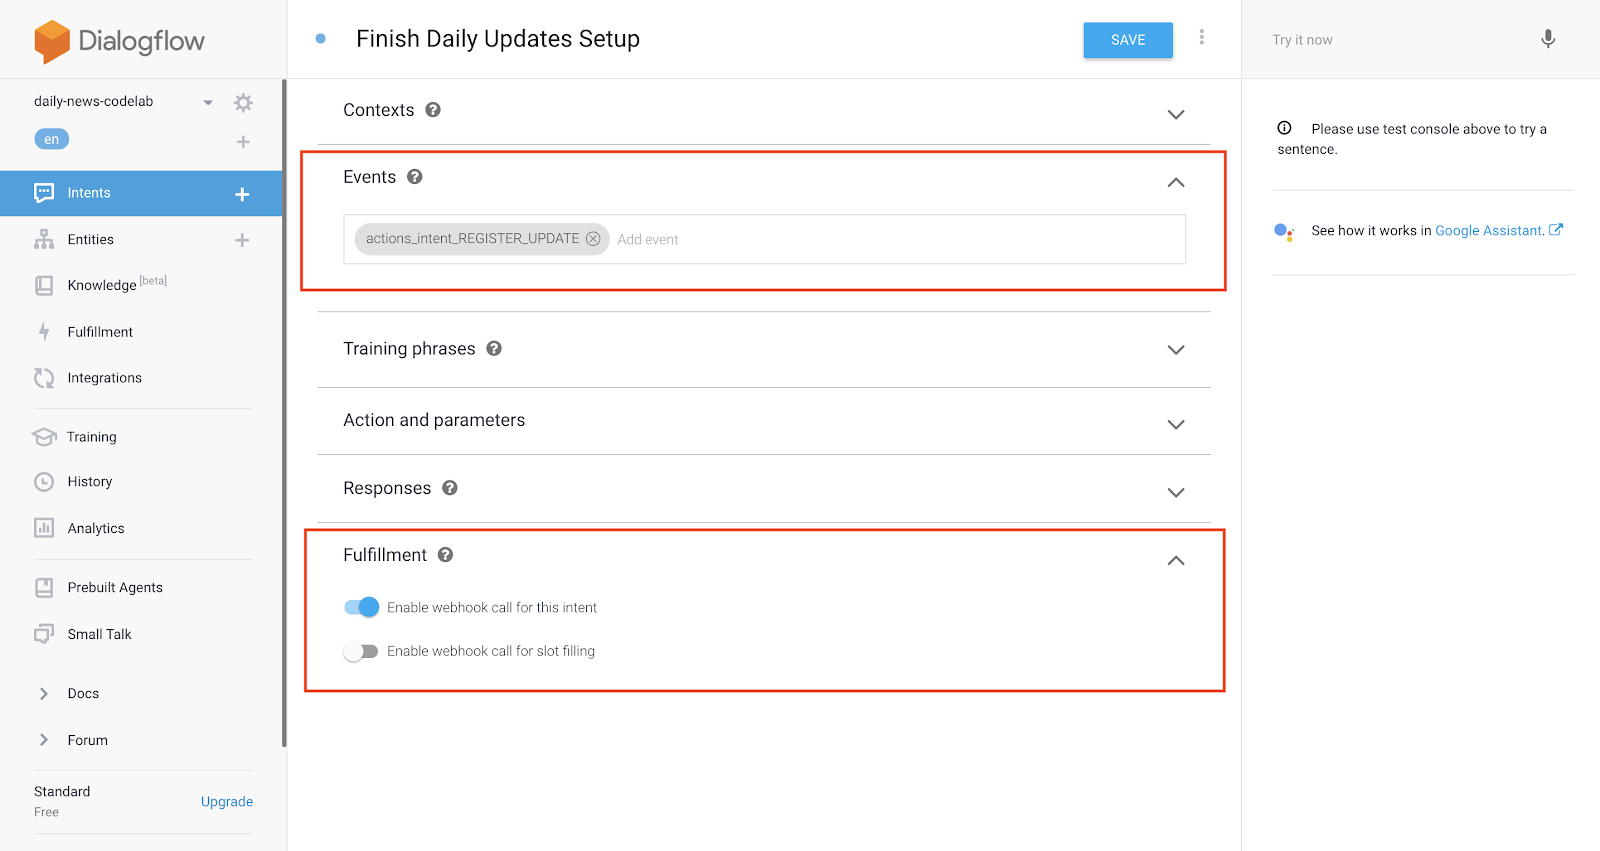 Dialogflow
Finish Daily Updates Setup
SAVE
Try it now
daily-news-codelab
en
Intents
Entities
Knowledge [beta]
Fulfillment
Integrations
Training
History
Analytics
Prebuilt Agents
Small Talk
Docs
Forum
Standard
Free
Upgrade
Contexts
Events
actions_intent_REGISTER_UPDATE Add event
Training phrases
Action and parameters
Responses
Fulfillment
Enable webhook call for this intent
Enable webhook call for slot filling
Please use test console above to try a
sentence.
See how it works in Google Assistant.